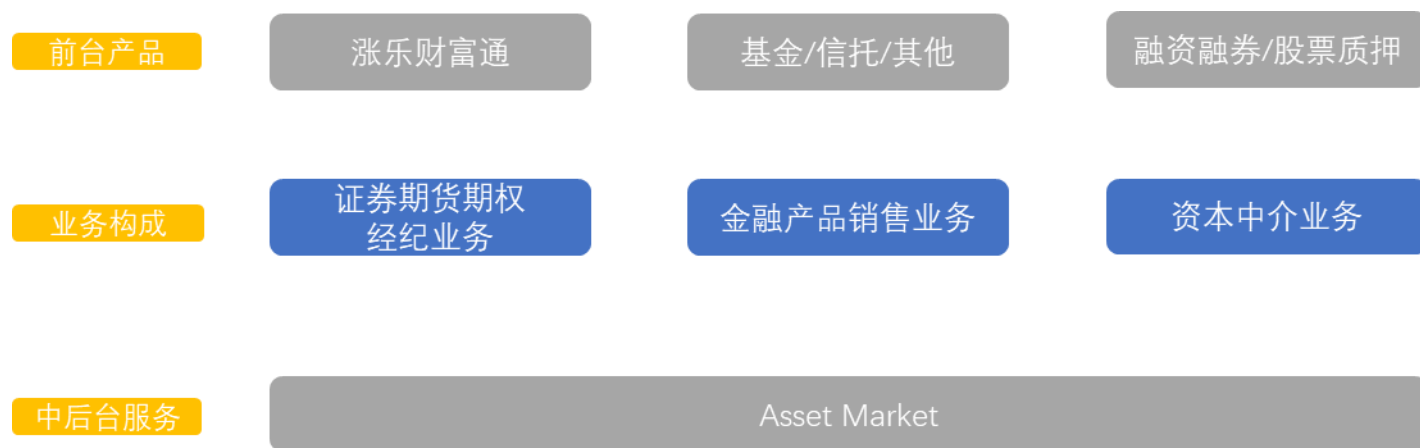 前台产品
涨乐财富通
基金/信托/其他
融资融券/股票质押
业务构成
证券期货期权
经纪业务
金融产品销售业务
资本中介业务
中后台服务
Asset Market